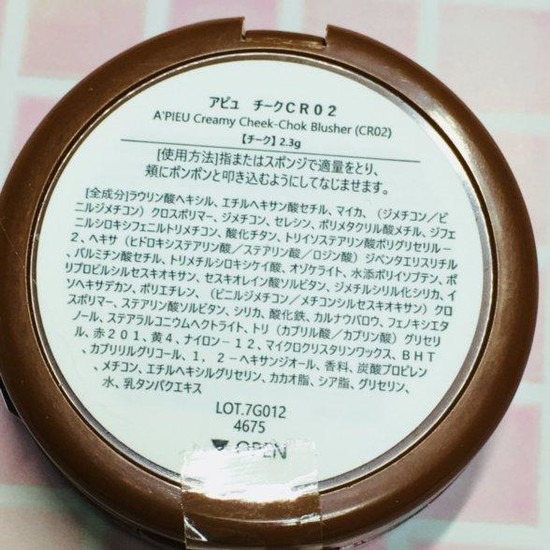 アピュ チークCR02
A'PIEU Creamy Cheek-Chok Blusher (CR02)
【チーク】2.3g
[使用方法]指またはスポンジで適量をとり、
頬にポンポンと叩き込むようにしてなじませます。
[全成分]ラウリン酸ヘキシル、エチルヘキサン酸セチル、マイカ、(ジメチコン/ビ
ニルジメチコン)クロスポリマー、ジメチコン、セレシン、ポリメタクリル酸メチル、ジフェ
ニルシロキシフェニルトリメチコン、酸化チタン、トリイソステアリン酸ポリグリセリル－
2、ヘキサ(ヒドロキシステアリン酸/ステアリン酸/ロジン酸)ジペンタエリスリチル
、パルミチン酸セチル、トリメチルシロキシケイ酸、オゾケライト、水添ポリイソブテン、ポ
リプロピルシルセスキオキサン、セスキオレイン酸ソルビタン、ジメチルシリル化シリカ、イ
ソヘキサデカン、ポリエチレン、(ビニルジメチコン/メチコンシルセスキオキサン)クロ
スポリマー、ステアリン酸ソルビタン、シリカ、酸化鉄、カルナウバロウ、フェノキシエタ
ノール、ステアラルコニウムヘクトライト、トリ(カプリル酸/カプリン酸)グリセリ
ル、赤201、黄4、ナイロン－12、マイクロクリスタリンワックス、BHT
、カプリリルグリコール、1，2－ヘキサンジオール、香料、炭酸プロピレン
、メチコン、エチルヘキシルグリセリン、カカオ脂、シア脂、グリセリン、
水、乳タンパクエキス
LOT.7G012
4675
▼ OPEN